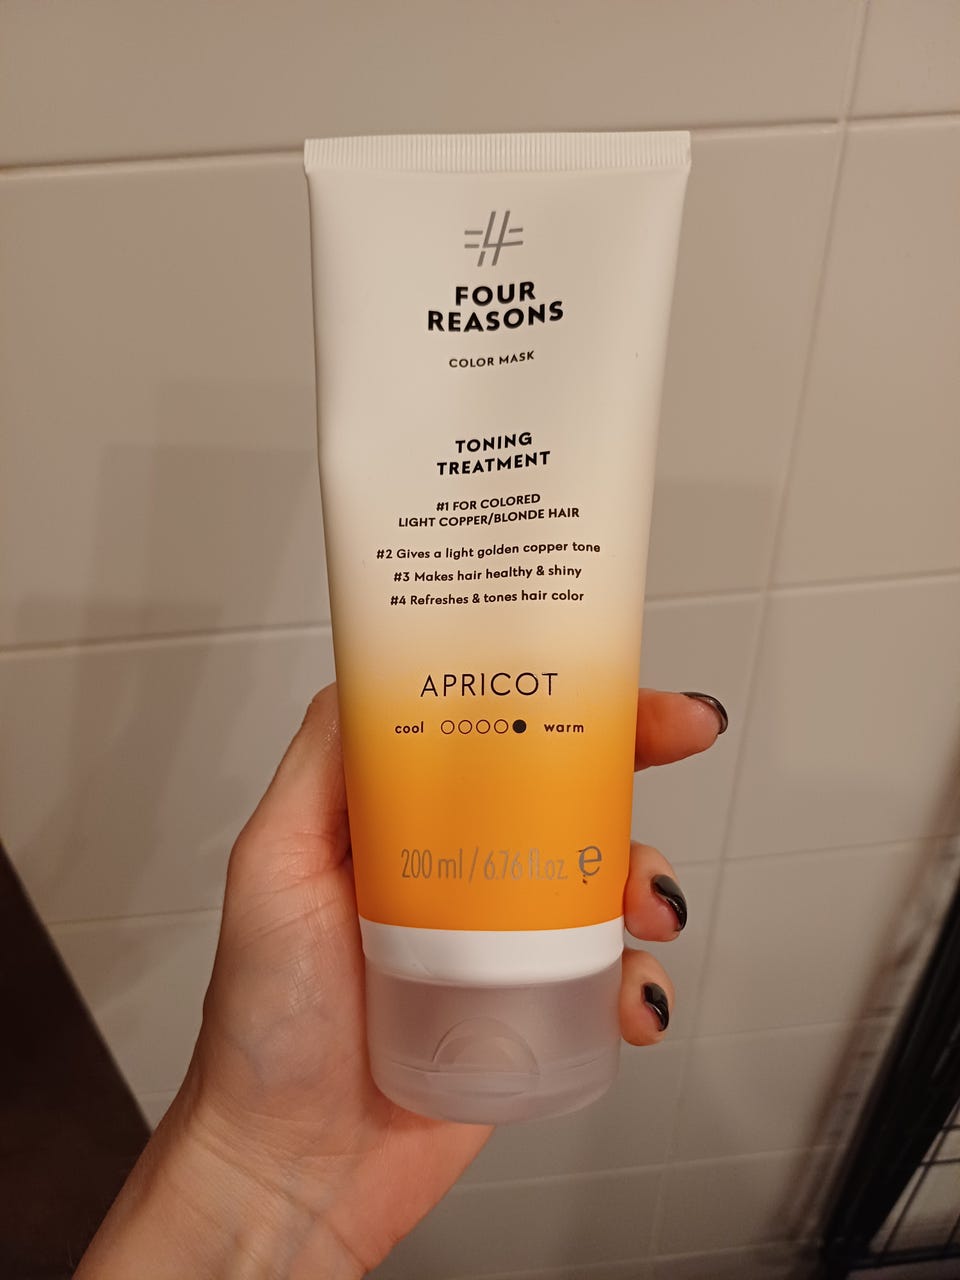 4
FOUR
REASONS
COLOR MASK
TONING
TREATMENT
#1 FOR COLORED
LIGHT COPPER/BLONDE HAIR
#2 Gives a light golden copper tone
#3 Makes hair healthy & shiny
#4 Refreshes & tones hair color
APRICOT
cool warm
200 ml / 6.76 fl.oz. e